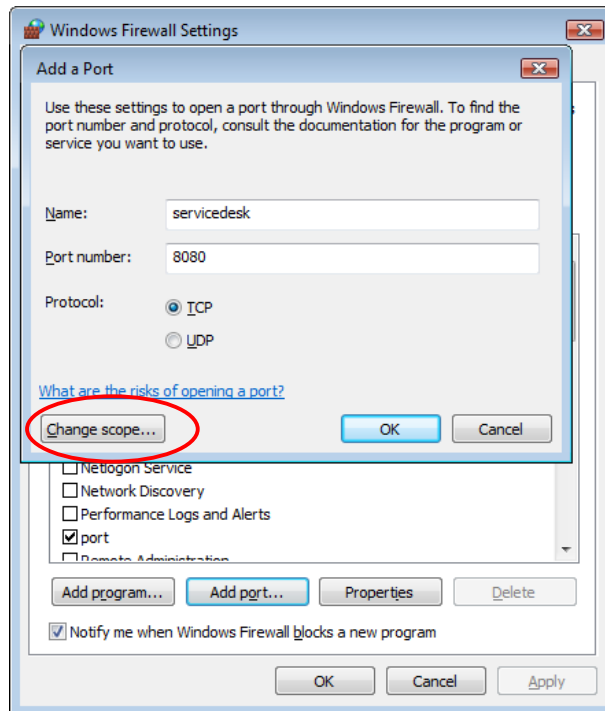 Windows Firewall Settings
Add a Port
Use these settings to open a port through Windows Firewall. To find the
port number and protocol, consult the documentation for the program or
service you want to use.
Name: servicedesk
Port number: 8080
Protocol: TCP
UDP
What are the risks of opening a port?
Change scope... OK Cancel
Netlogon Service
Network Discovery
Performance Logs and Alerts
port
Remote Administration
Add program... Add port... Properties Delete
Notify me when Windows Firewall blocks a new program
OK Cancel Apply